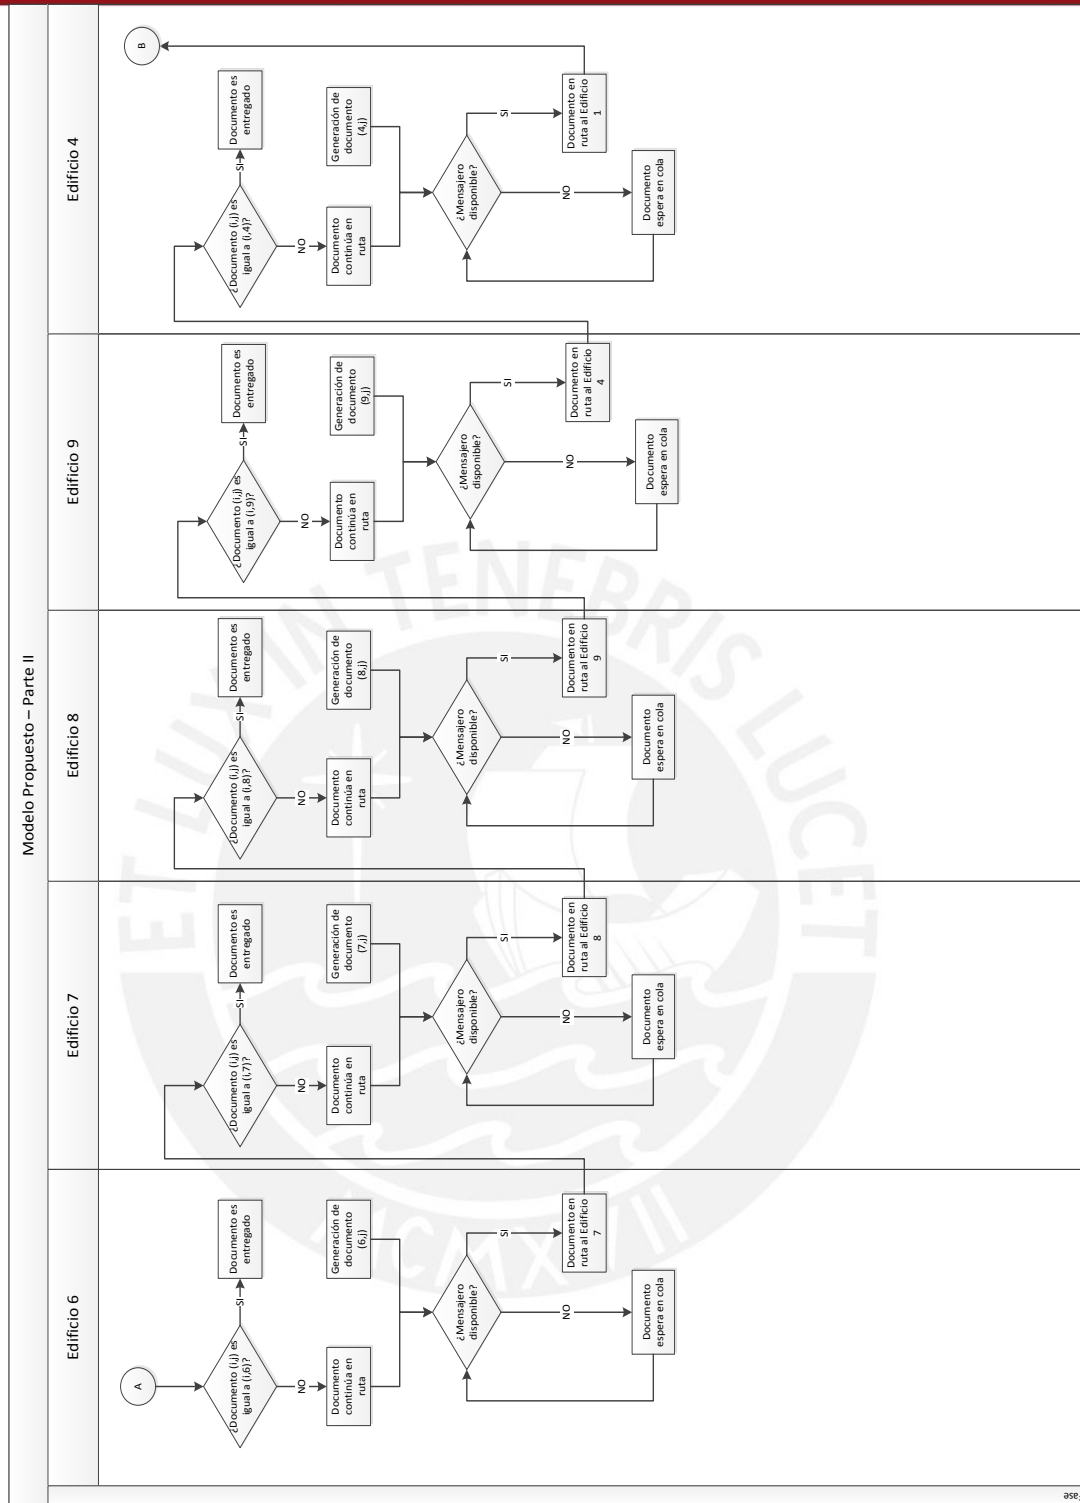 Modelo Propuesto – Parte II
Edificio 6
A
¿Documento (i,j) es
igual a (i,6)?
SI
Documento es
entregado
NO
Documento
continúa en
ruta
Generación de
documento
(6,j)
¿Mensajero
disponible?
SI
Documento en
ruta al Edificio
7
NO
Documento
espera en cola
Edificio 7
¿Documento (i,j) es
igual a (i,7)?
SI
Documento es
entregado
NO
Documento
continúa en
ruta
Generación de
documento
(7,j)
¿Mensajero
disponible?
SI
Documento en
ruta al Edificio
8
NO
Documento
espera en cola
Edificio 8
¿Documento (i,j) es
igual a (i,8)?
SI
Documento es
entregado
NO
Documento
continúa en
ruta
Generación de
documento
(8,j)
¿Mensajero
disponible?
SI
Documento en
ruta al Edificio
9
NO
Documento
espera en cola
Edificio 9
¿Documento (i,j) es
igual a (i,9)?
SI
Documento es
entregado
NO
Documento
continúa en
ruta
Generación de
documento
(9,j)
¿Mensajero
disponible?
SI
Documento en
ruta al Edificio
4
NO
Documento
espera en cola
Edificio 4
¿Documento (i,j) es
igual a (i,4)?
SI
Documento es
entregado
NO
Documento
continúa en
ruta
Generación de
documento
(4,j)
¿Mensajero
disponible?
SI
Documento en
ruta al Edificio
1
NO
Documento
espera en cola
B
Fase
ET LUX IN TENEBRIS LUCET
MCMXVII